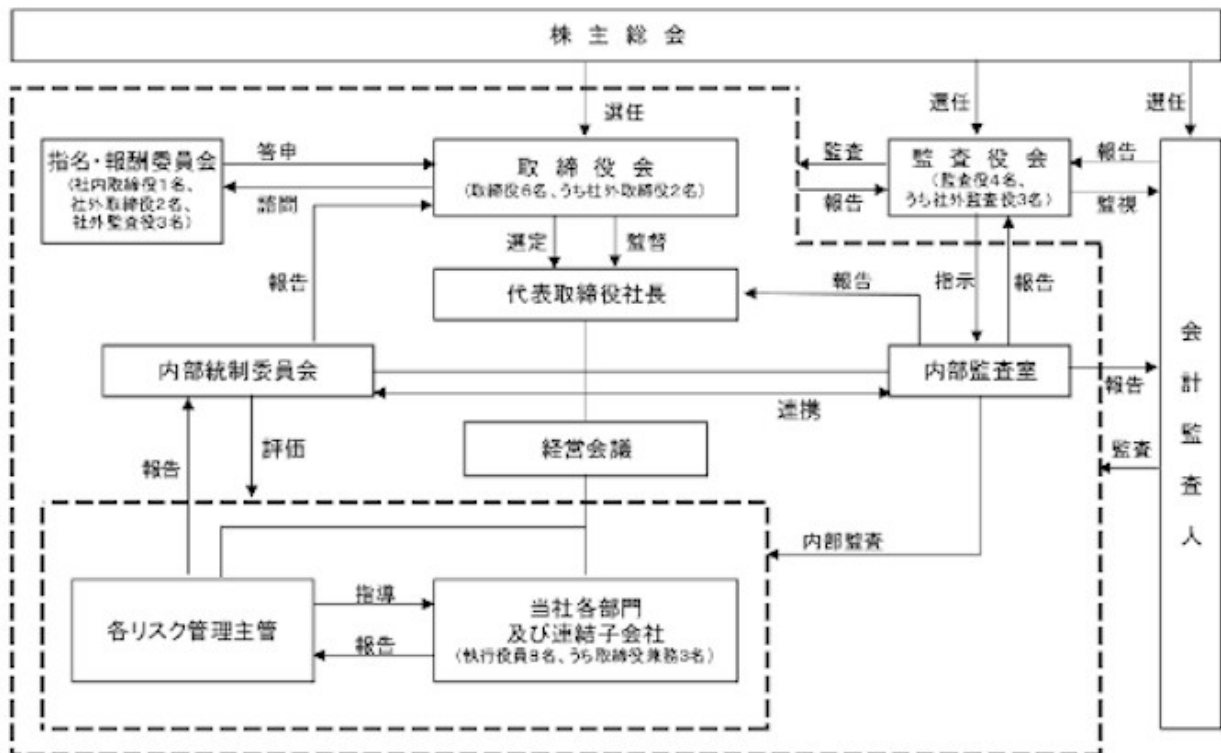 株主総会
選任
選任
選任
指名・報酬委員会
(社内取締役1名、
社外取締役2名、
社外監査役3名)
答申
諮問
取締役会
(取締役6名、うち社外取締役2名)
監査
報告
監査役会
(監査役4名、
うち社外監査役3名)
報告
監視
選定
監督
報告
代表取締役社長
報告
指示
報告
会計監査人
内部統制委員会
内部監査室
報告
連携
評価
報告
経営会議
監査
内部監査
各リスク管理主管
指導
報告
当社各部門
及び連結子会社
(執行役員8名、うち取締役兼務3名)